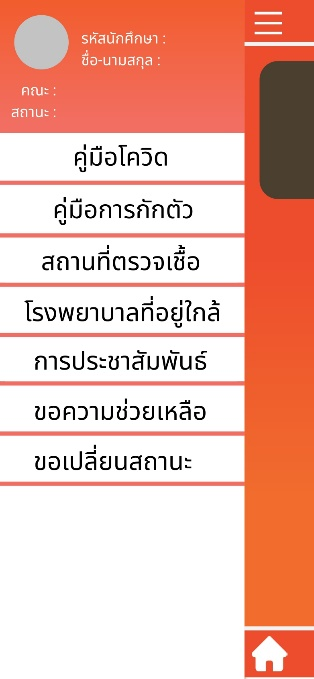 รหัสนักศึกษา :
ชื่อ-นามสกุล :
คณะ :
สถานะ :
คู่มือโควิด
คู่มือการกักตัว
สถานที่ตรวจเชื้อ
โรงพยาบาลที่อยู่ใกล้
การประชาสัมพันธ์
ขอความช่วยเหลือ
ขอเปลี่ยนสถานะ